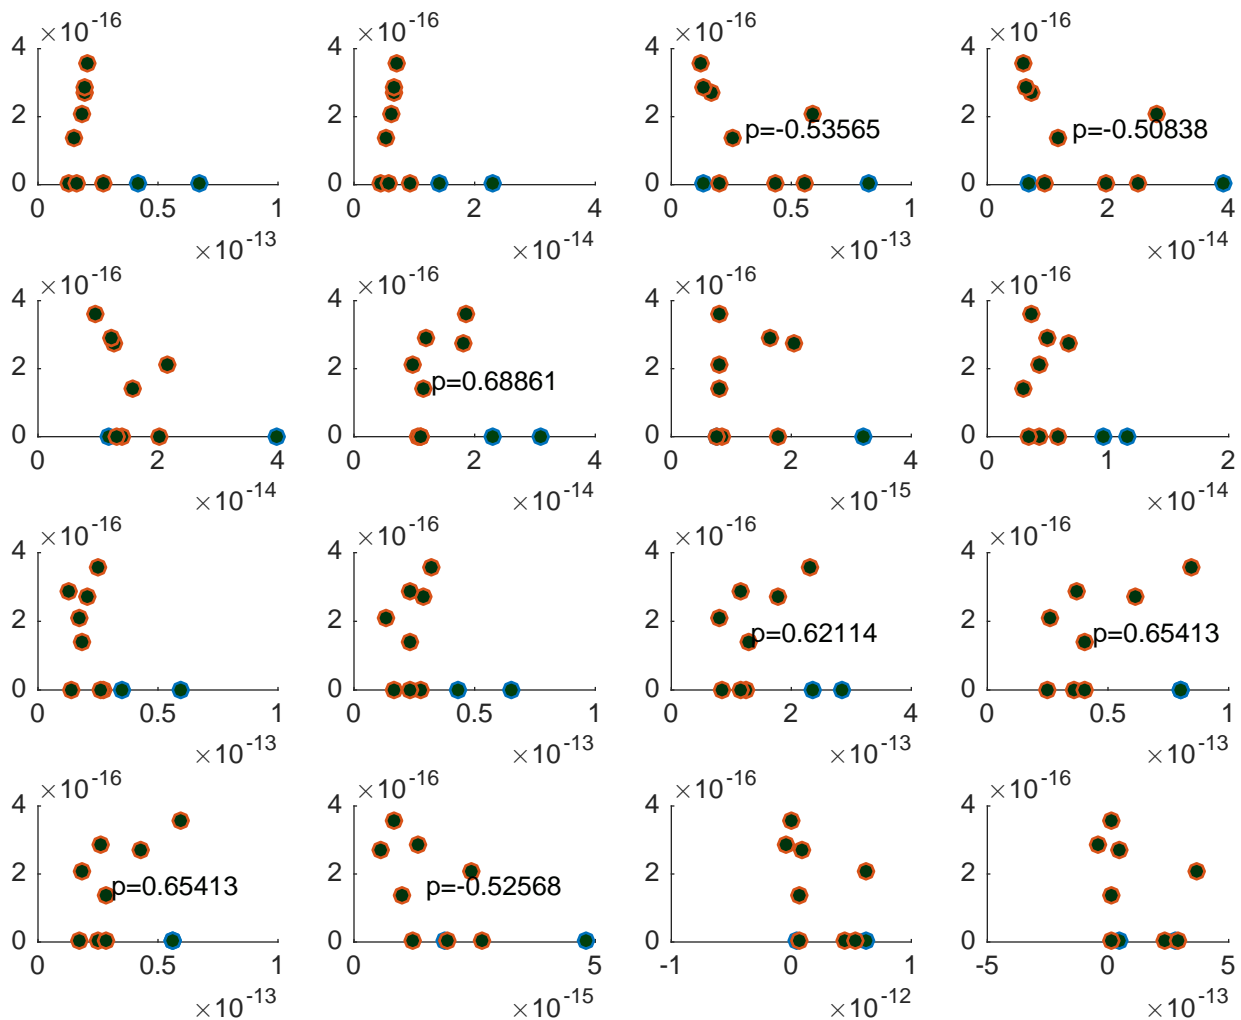 ×10-16 ×10-16 ×10-16 ×10-16
4 4 4 4
2 2 2 2
p=-0.53565 p=-0.50838
0 0 0 0
0 0.5 1 0 2 4 0 0.5 1 0 2 4
×10-13 ×10-14 ×10-13 ×10-14
×10-16 ×10-16 ×10-16 ×10-16
4 4 4 4
2 2 2 2
p=0.68861
0 0 0 0
0 2 4 0 2 4 0 2 4 0 1 2
×10-14 ×10-14 ×10-15 ×10-14
×10-16 ×10-16 ×10-16 ×10-16
4 4 4 4
2 2 2 2
p=0.62114 p=0.65413
0 0 0 0
0 0.5 1 0 0.5 1 0 2 4 0 0.5 1
×10-13 ×10-13 ×10-13 ×10-13
×10-16 ×10-16 ×10-16 ×10-16
4 4 4 4
2 2 2 2
p=0.65413 p=-0.52568
0 0 0 0
0 0.5 1 0 5 -1 0 1 -5 0 5
×10-13 ×10-15 ×10-12 ×10-13